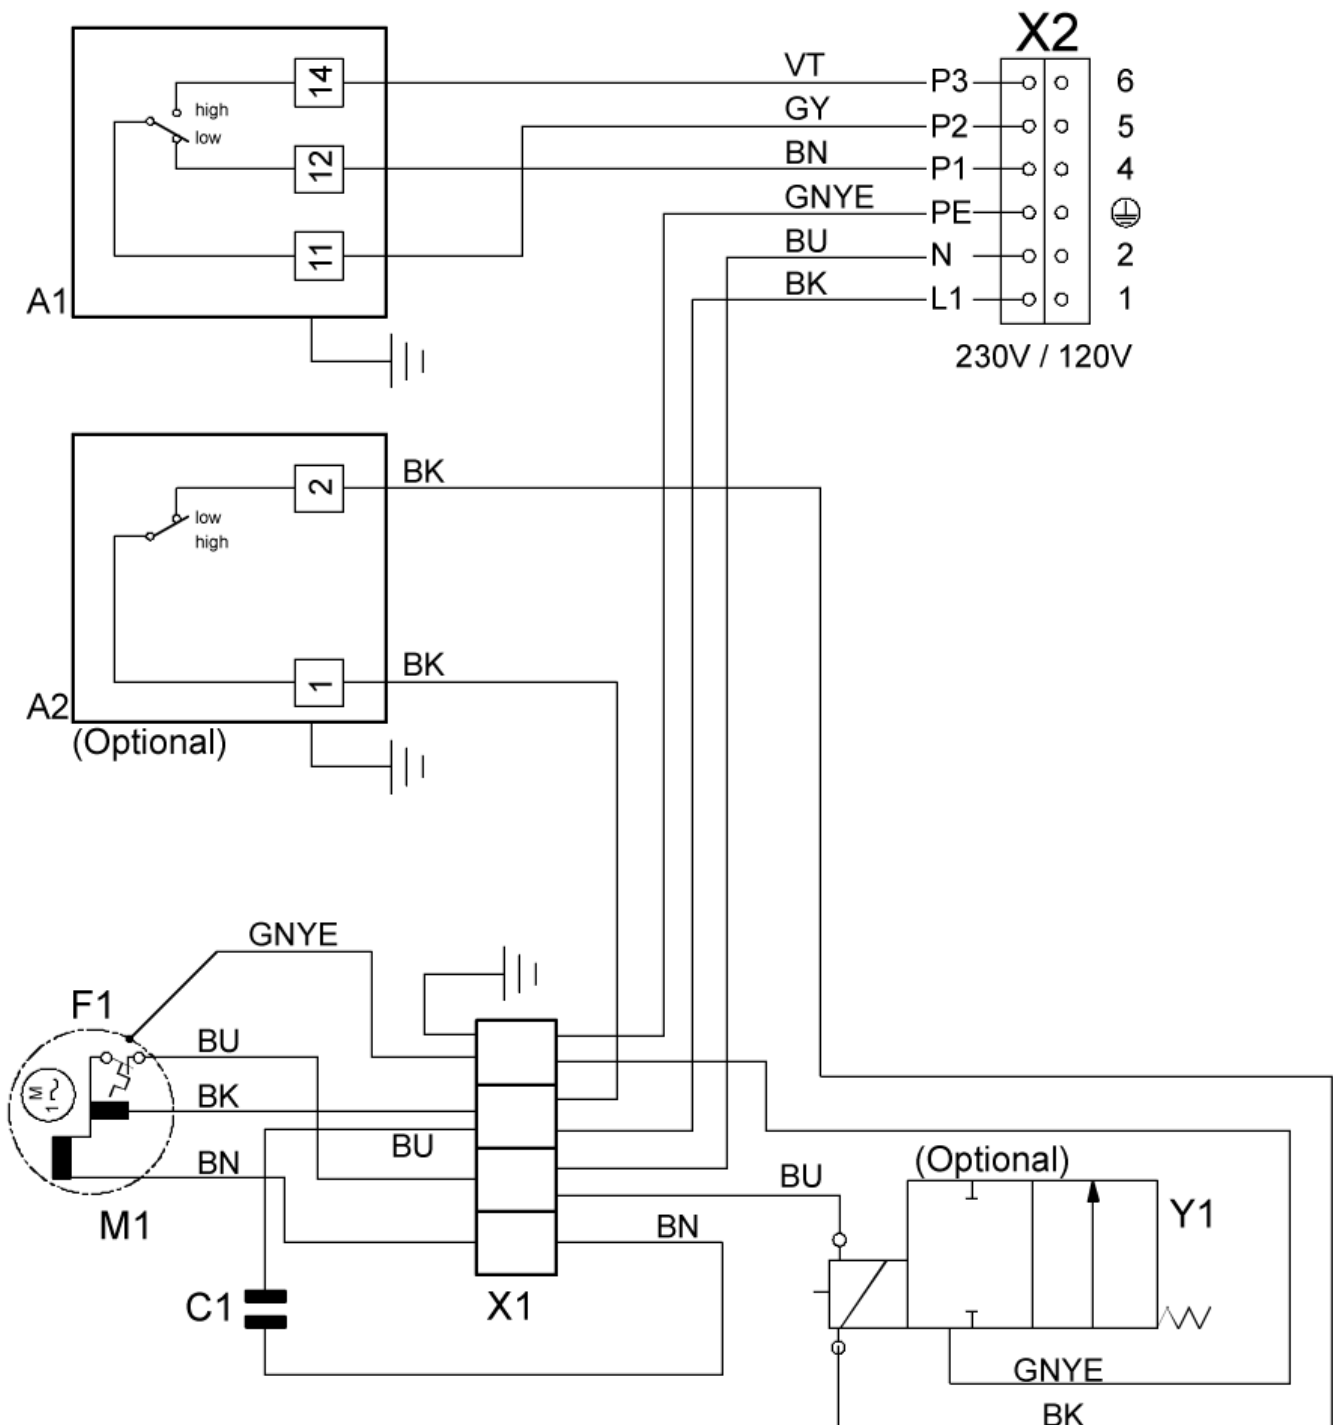 X2
VT P3 6
14
high
GY P2 5
low
BN P1 4
12
GNYE PE
BU N 2
11
BK L1 1
A1
230V / 120V
2 BK
low
high
1 BK
A2
(Optional)
GNYE
F1
BU
M
1~
BK
BU
(Optional)
BN
BU
Y1
M1
BN
C1
X1
GNYE
BK